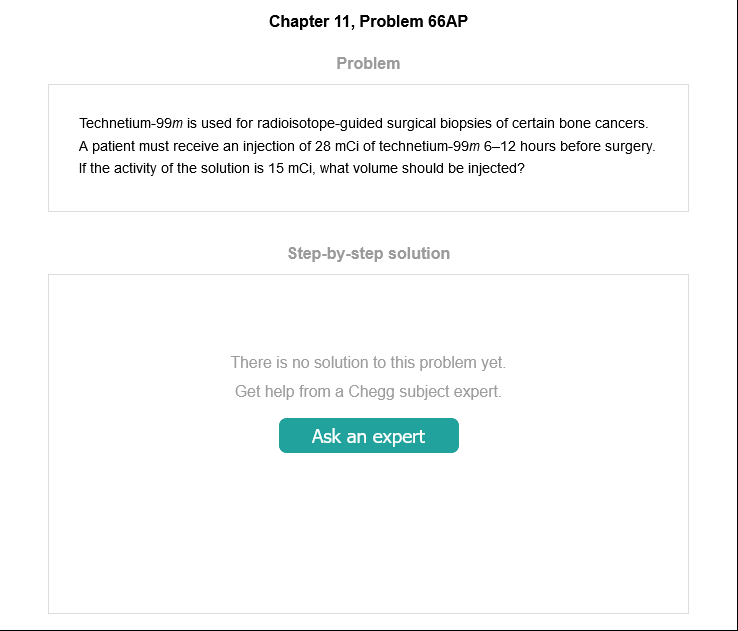 Chapter 11, Problem 66AP
Problem
Technetium-99m is used for radioisotope-guided surgical biopsies of certain bone cancers.
A patient must receive an injection of 28 mCi of technetium-99m 6–12 hours before surgery.
If the activity of the solution is 15 mCi, what volume should be injected?
Step-by-step solution
There is no solution to this problem yet.
Get help from a Chegg subject expert.
Ask an expert